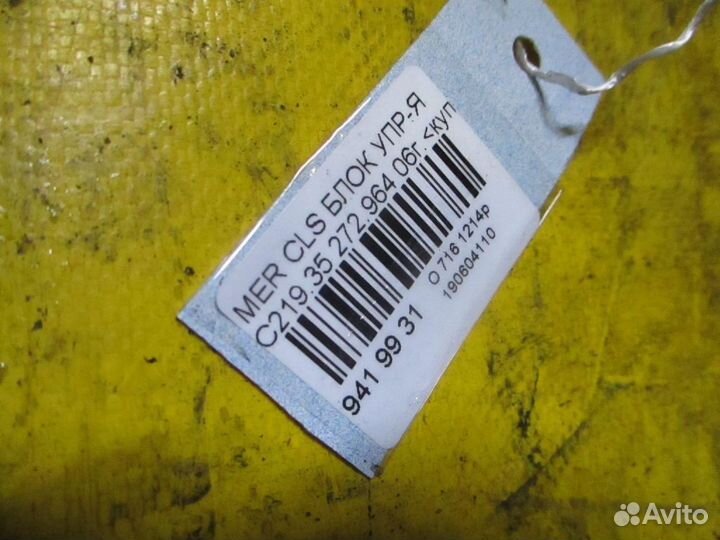 MER CLS БЛОК УПР-Я
C219.35 272.964 06г.<куп
941 99 31
O 716 1214р
190604110
Avito